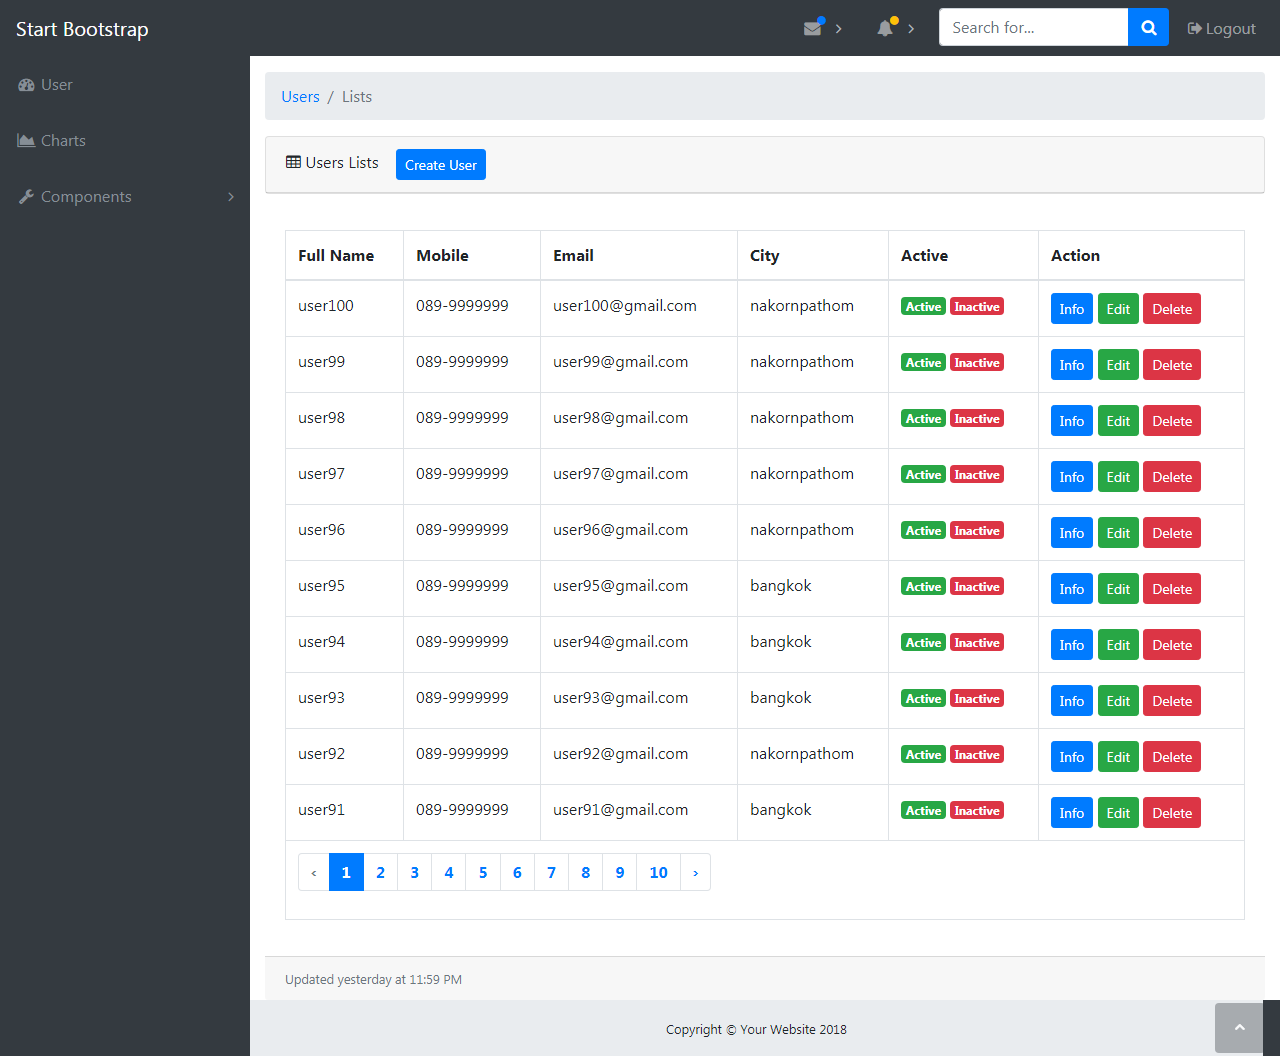 Start Bootstrap
Search for...
Logout
User
Charts
Components
Users / Lists
Users Lists Create User
Full Name Mobile Email City Active Action
user100 089-9999999 user100@gmail.com nakornpathom Active Inactive Info Edit Delete
user99 089-9999999 user99@gmail.com nakornpathom Active Inactive Info Edit Delete
user98 089-9999999 user98@gmail.com nakornpathom Active Inactive Info Edit Delete
user97 089-9999999 user97@gmail.com nakornpathom Active Inactive Info Edit Delete
user96 089-9999999 user96@gmail.com nakornpathom Active Inactive Info Edit Delete
user95 089-9999999 user95@gmail.com bangkok Active Inactive Info Edit Delete
user94 089-9999999 user94@gmail.com bangkok Active Inactive Info Edit Delete
user93 089-9999999 user93@gmail.com bangkok Active Inactive Info Edit Delete
user92 089-9999999 user92@gmail.com nakornpathom Active Inactive Info Edit Delete
user91 089-9999999 user91@gmail.com bangkok Active Inactive Info Edit Delete
‹ 1 2 3 4 5 6 7 8 9 10 ›
Updated yesterday at 11:59 PM
Copyright © Your Website 2018